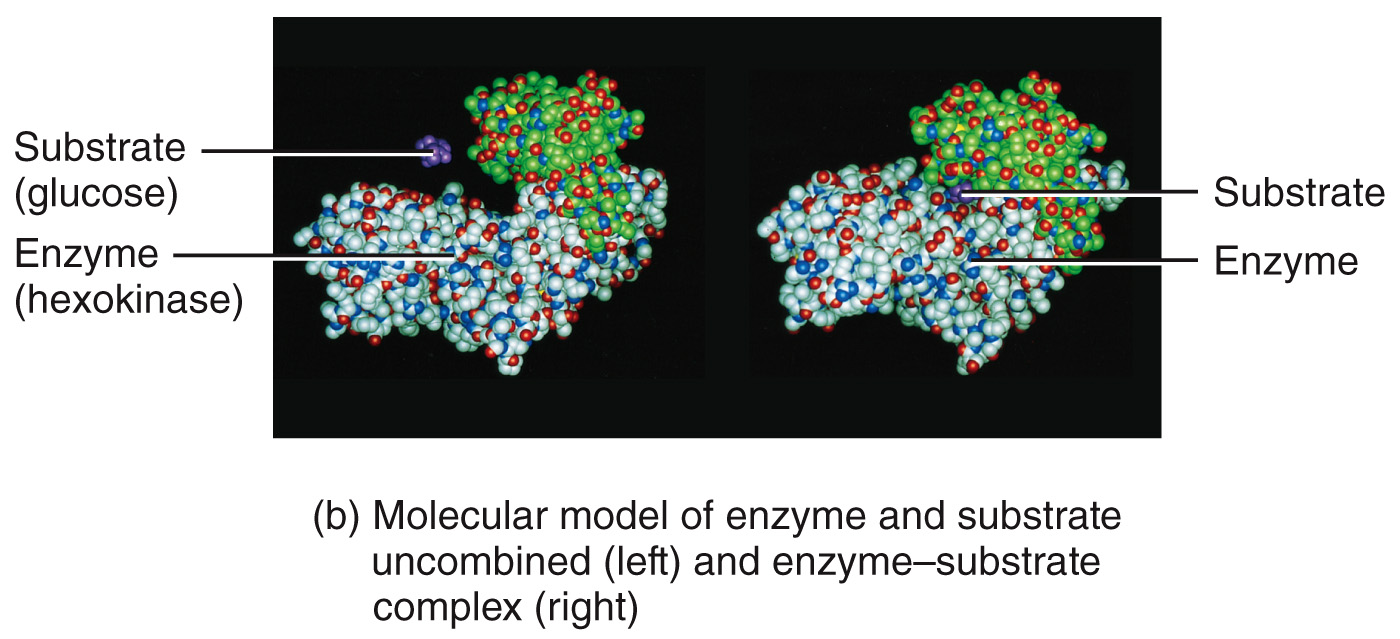 Substrate
(glucose)
Enzyme
(hexokinase)
Substrate
Enzyme
(b) Molecular model of enzyme and substrate
uncombined (left) and enzyme–substrate
complex (right)